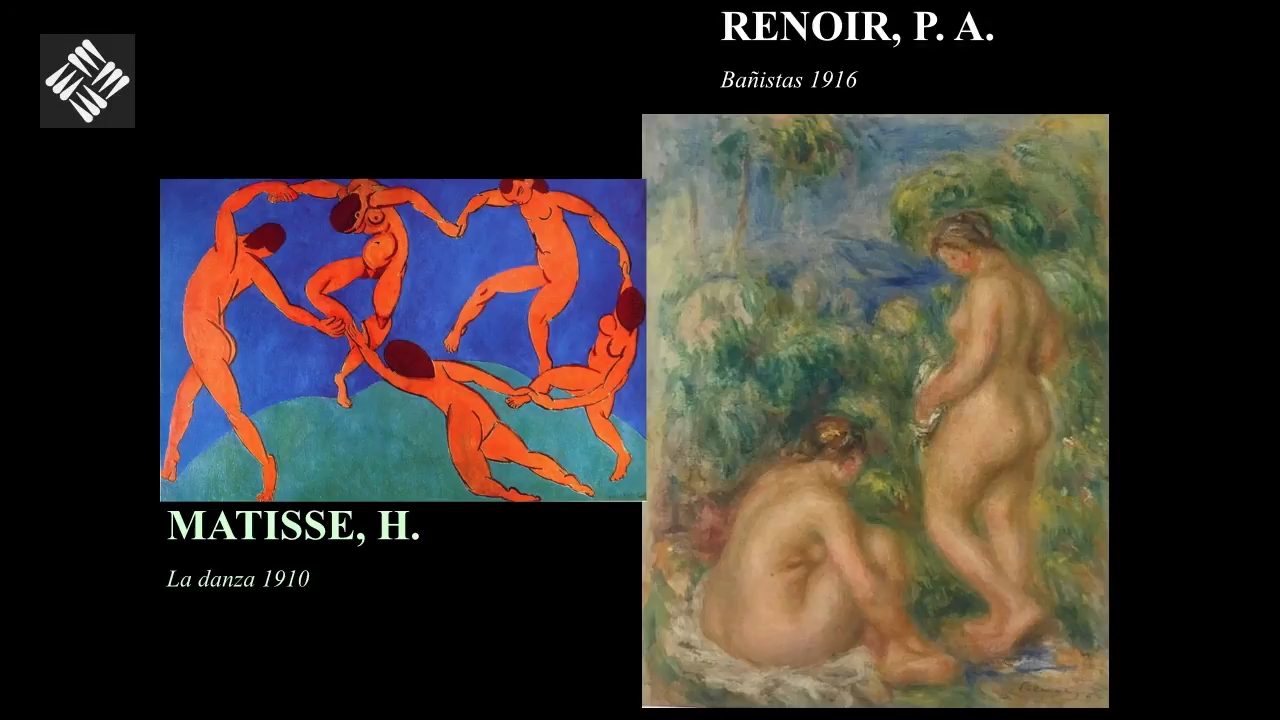 RENOIR, P. A.
Bañistas 1916
MATISSE, H.
La danza 1910